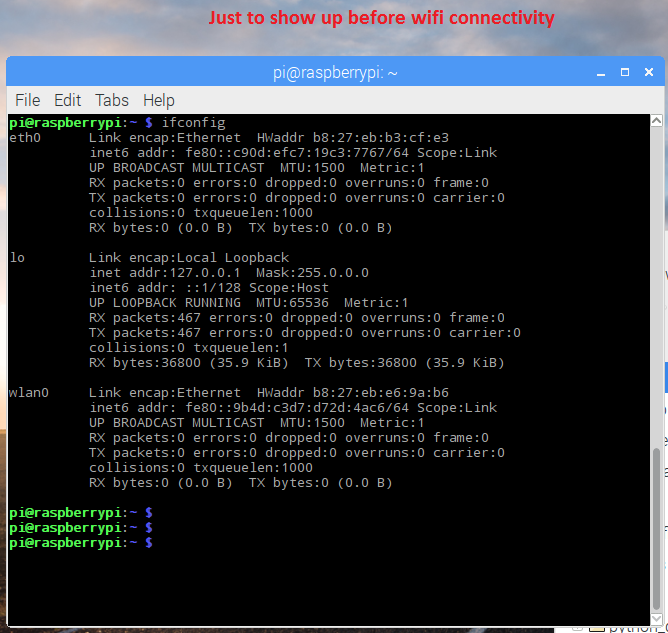 Just to show up before wifi connectivity
pi@raspberrypi: ~
File Edit Tabs Help
pi@raspberrypi:~ $ ifconfig
eth0 Link encap:Ethernet HWaddr b8:27:eb:b3:cf:e3
inet6 addr: fe80::c90d:efc7:19c3:7767/64 Scope:Link
UP BROADCAST MULTICAST MTU:1500 Metric:1
RX packets:0 errors:0 dropped:0 overruns:0 frame:0
TX packets:0 errors:0 dropped:0 overruns:0 carrier:0
collisions:0 txqueuelen:1000
RX bytes:0 (0.0 B) TX bytes:0 (0.0 B)
lo Link encap:Local Loopback
inet addr:127.0.0.1 Mask:255.0.0.0
inet6 addr: ::1/128 Scope:Host
UP LOOPBACK RUNNING MTU:65536 Metric:1
RX packets:467 errors:0 dropped:0 overruns:0 frame:0
TX packets:467 errors:0 dropped:0 overruns:0 carrier:0
collisions:0 txqueuelen:1
RX bytes:36800 (35.9 KiB) TX bytes:36800 (35.9 KiB)
wlan0 Link encap:Ethernet HWaddr b8:27:eb:e6:9a:b6
inet6 addr: fe80::9b4d:c3d7:d72d:4ac6/64 Scope:Link
UP BROADCAST MULTICAST MTU:1500 Metric:1
RX packets:0 errors:0 dropped:0 overruns:0 frame:0
TX packets:0 errors:0 dropped:0 overruns:0 carrier:0
collisions:0 txqueuelen:1000
RX bytes:0 (0.0 B) TX bytes:0 (0.0 B)
pi@raspberrypi:~ $
pi@raspberrypi:~ $
pi@raspberrypi:~ $